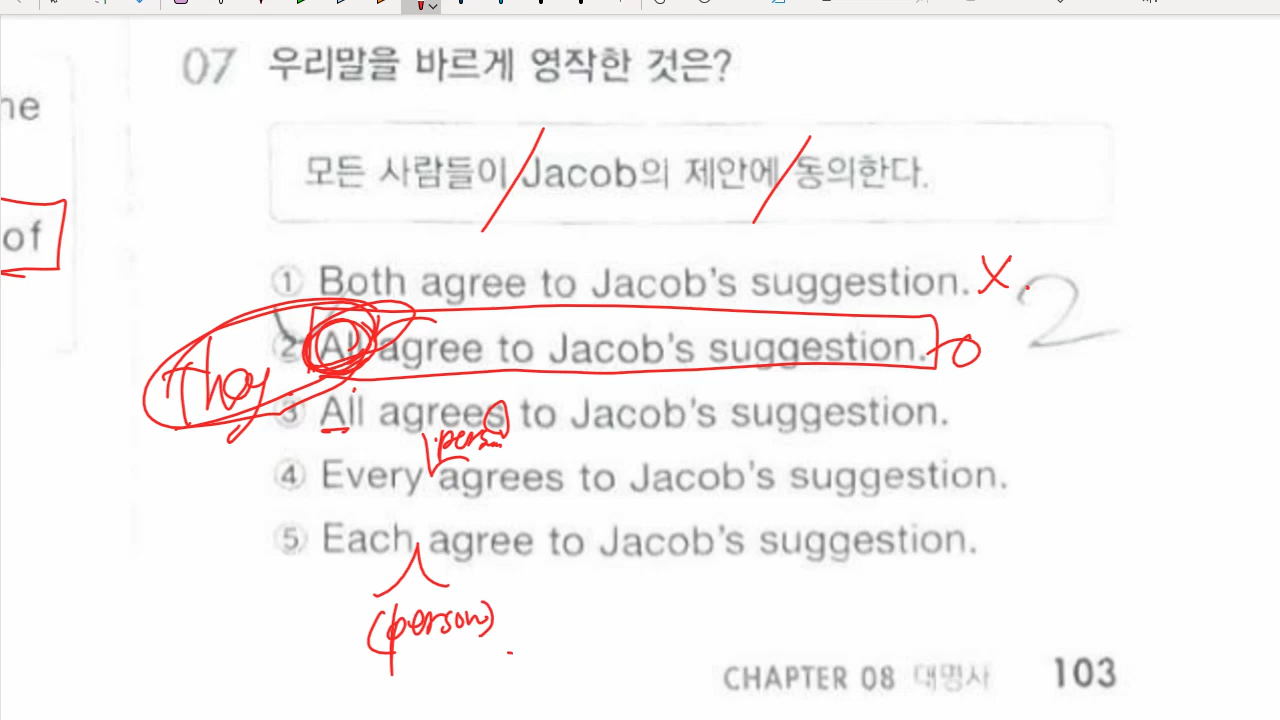 ne
07 우리말을 바르게 영작한 것은?
모든 사람들이 Jacob의 제안에 동의한다.
of
① Both agree to Jacob's suggestion. X.
2
② All agree to Jacob's suggestion. O
they
③ All agrees to Jacob's suggestion.
person
④ Every agrees to Jacob's suggestion.
⑤ Each agree to Jacob's suggestion.
(person).
CHAPTER 08 대명사 103